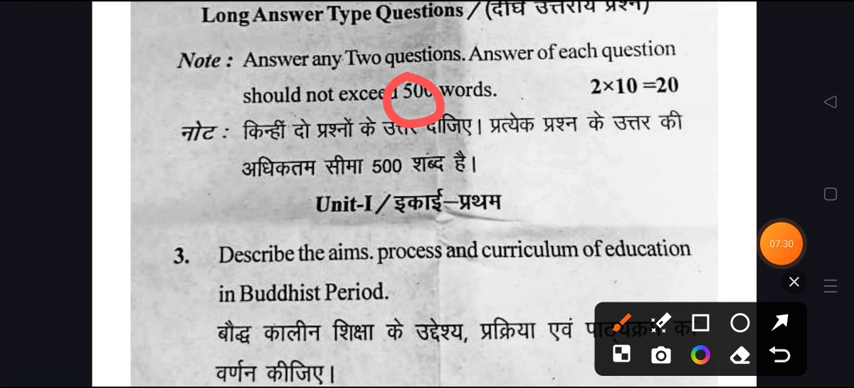 Long Answer Type Questions / (दीर्घ उत्तरीय प्रश्न)
Note : Answer any Two questions. Answer of each question
should not exceed 500 words. 2×10 =20
नोट : किन्हीं दो प्रश्नों के उत्तर दीजिए। प्रत्येक प्रश्न के उत्तर की
अधिकतम सीमा 500 शब्द है।
Unit-I / इकाई–प्रथम
3. Describe the aims. process and curriculum of education
in Buddhist Period.
07:30
बौद्ध कालीन शिक्षा के उद्देश्य, प्रक्रिया एवं पाठ्यक्रम का
वर्णन कीजिए।